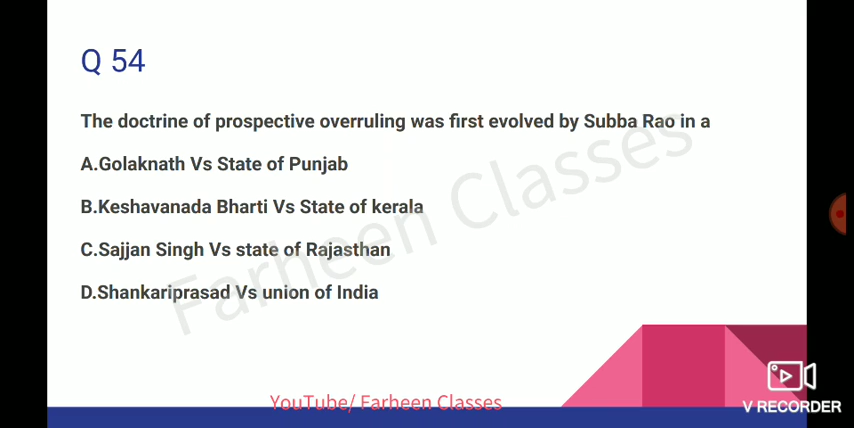 Q 54
The doctrine of prospective overruling was first evolved by Subba Rao in a
A.Golaknath Vs State of Punjab
B.Keshavanada Bharti Vs State of kerala
C.Sajjan Singh Vs state of Rajasthan
D.Shankariprasad Vs union of India
Farheen Classes
YouTube/ Farheen Classes
V RECORDER